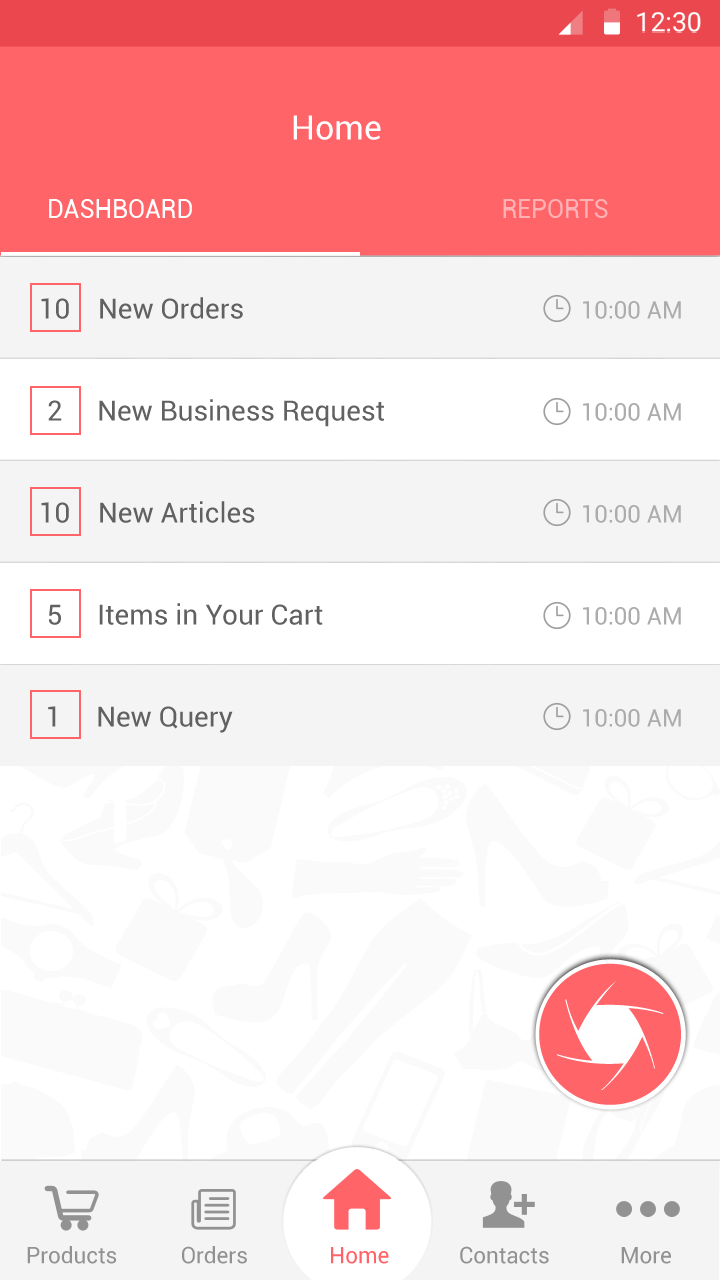 12:30
Home
DASHBOARD REPORTS
10 New Orders 10:00 AM
2 New Business Request 10:00 AM
10 New Articles 10:00 AM
5 Items in Your Cart 10:00 AM
1 New Query 10:00 AM
Products Orders Home Contacts More